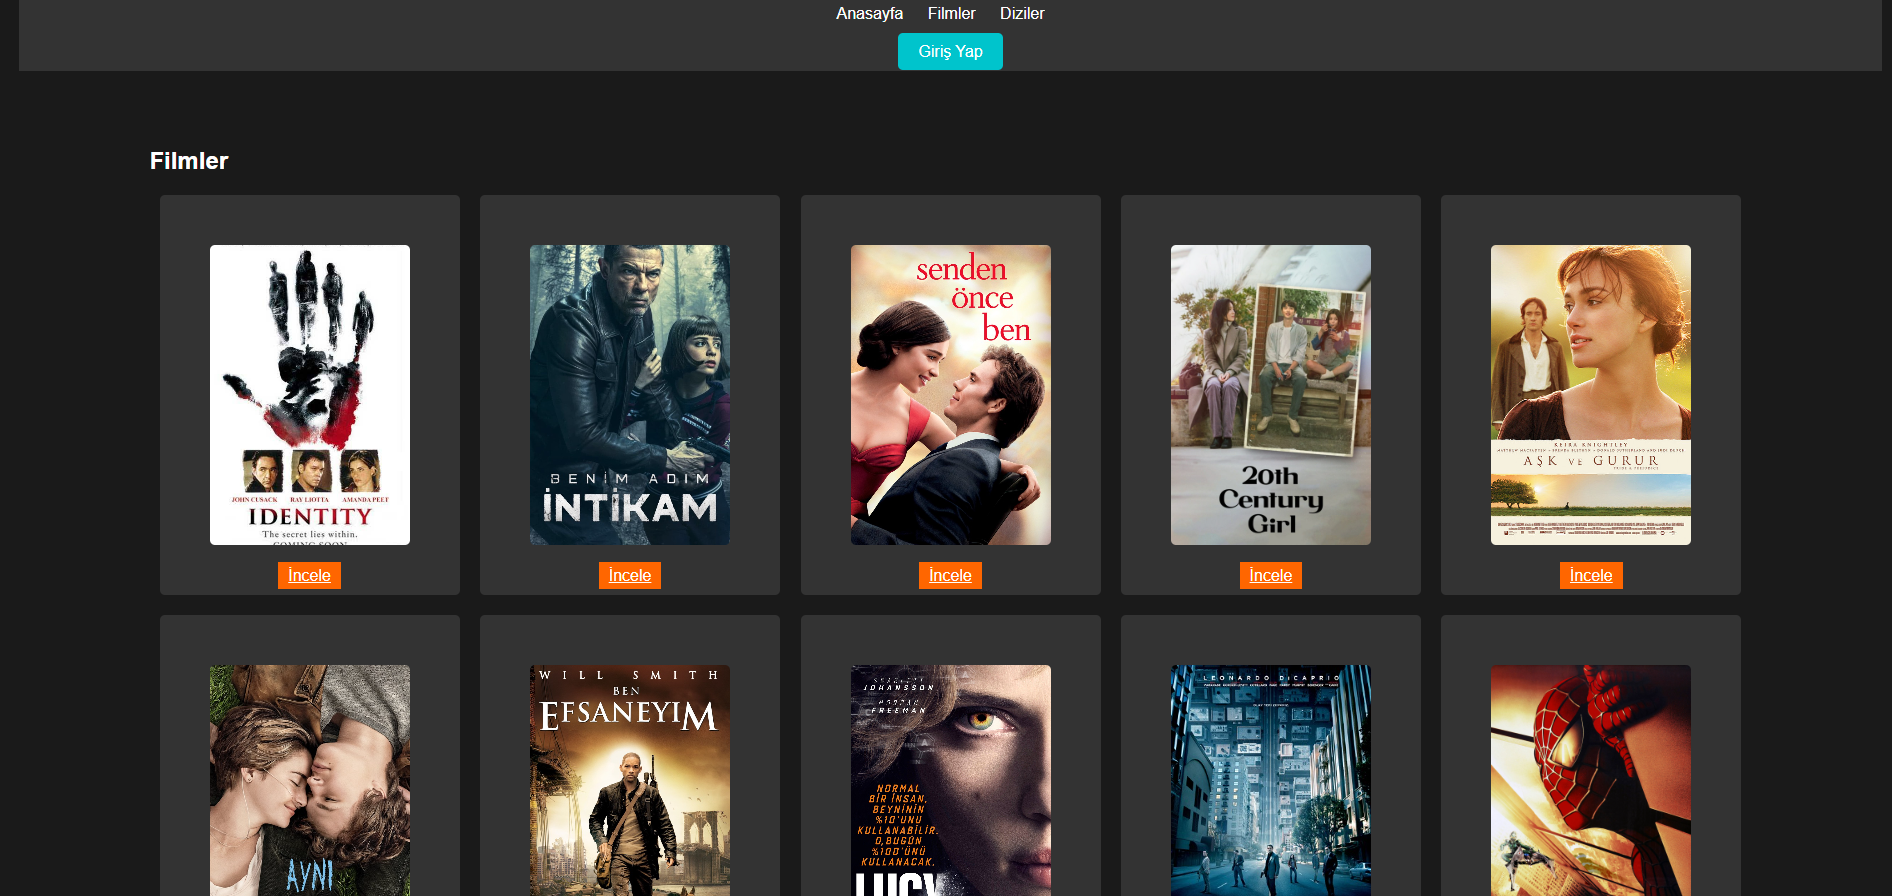 Anasayfa Filmler Diziler
Giriş Yap
Filmler
JOHN CUSACK RAY LIOTTA AMANDA PEET
IDENTITY
The secret lies within.
COMING SOON
İncele
BENİM ADIM
İNTİKAM
İncele
senden
önce
ben
İncele
20th
Century
Girl
İncele
KEIRA KNIGHTLEY
AŞK VE GURUR
İncele
AYNI
WILL SMITH
BEN
EFSANEYIM
SCARLETT
JOHANSSON
MORGAN
FREEMAN
NORMAL
BİR İNSAN,
BEYNİNİN
%10'UNU
KULLANABİLİR.
O,BUGÜN
%100'ÜNÜ
KULLANACAK.
LUCY
LEONARDO DiCAPRIO